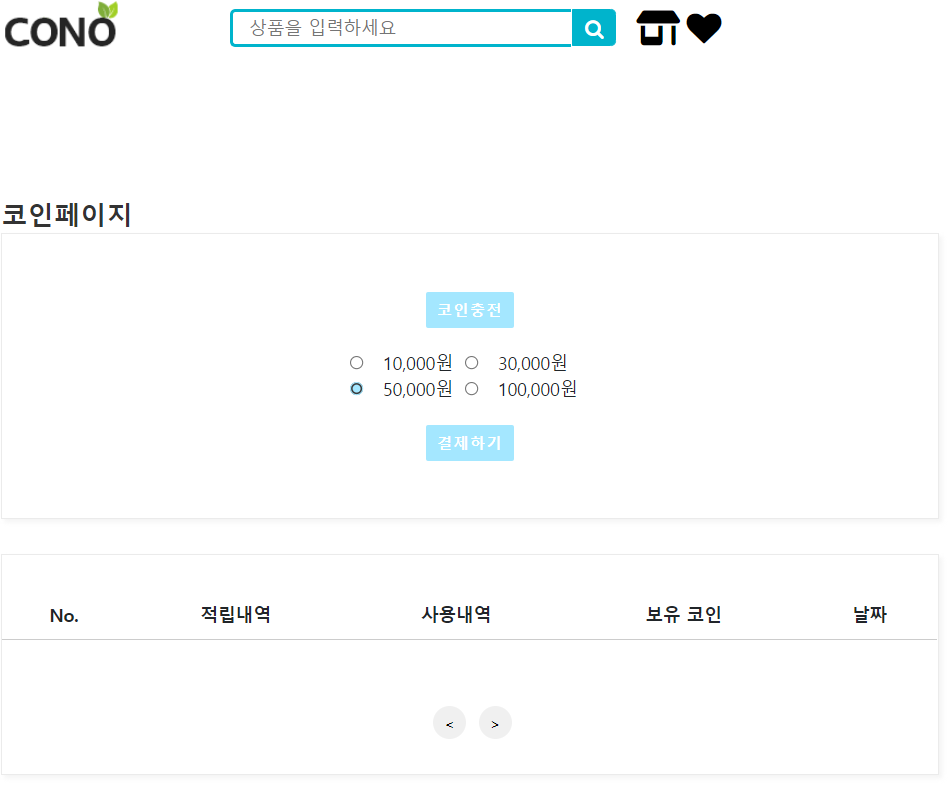 CONO
상품을 입력하세요
코인페이지
코인충전
10,000원 30,000원
50,000원 100,000원
결제하기
No. 적립내역 사용내역 보유 코인 날짜
< >